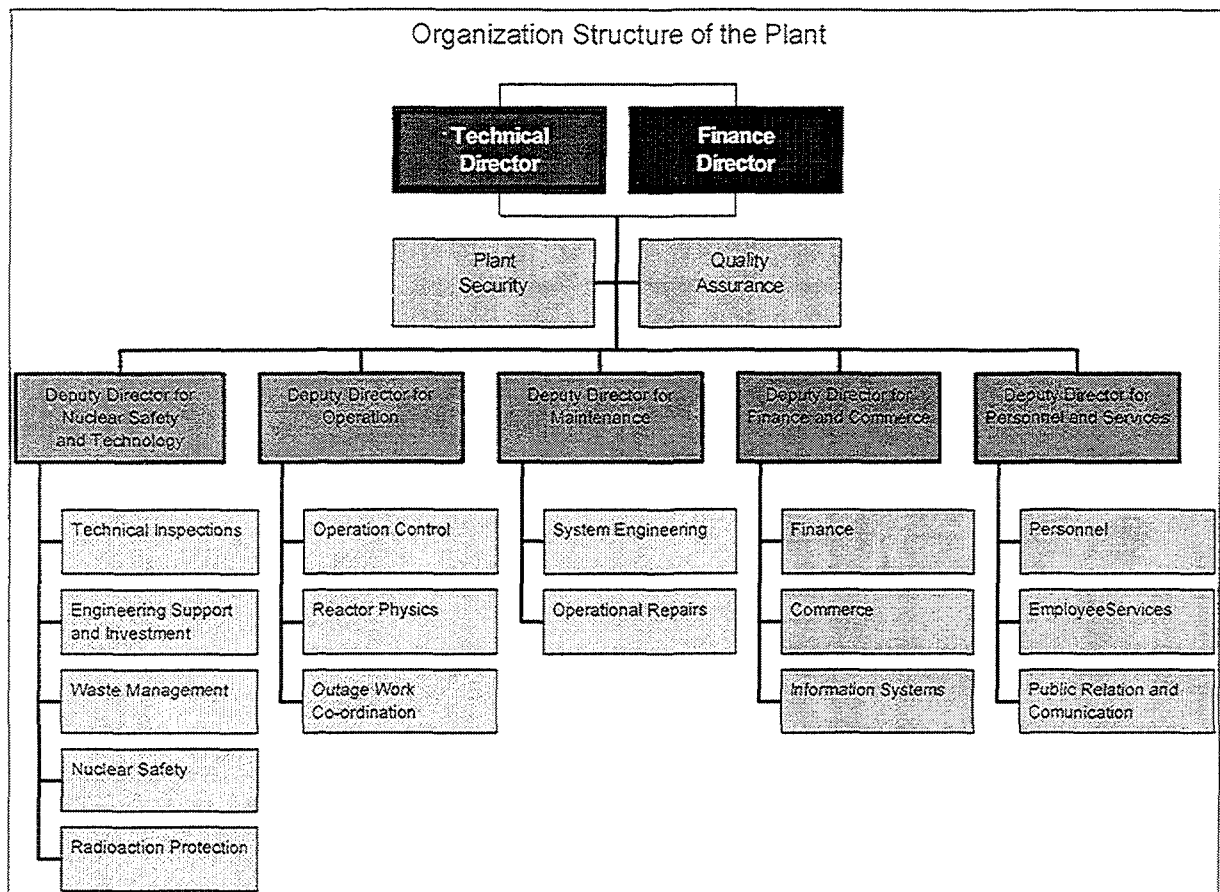 Organization Structure of the Plant
Technical
Director
Finance
Director
Plant
Security
Quality
Assurance
Deputy Director for
Nuclear Safety
and Technology
Deputy Director for
Operation
Deputy Director for
Maintenance
Deputy Director for
Finance and Commerce
Deputy Director for
Personnel and Services
Technical Inspections
Engineering Support
and Investment
Waste Management
Nuclear Safety
Radioaction Protection
Operation Control
Reactor Physics
Outage Work
Co-ordination
System Engineering
Operational Repairs
Finance
Commerce
Information Systems
Personnel
EmployeeServices
Public Relation and
Comunication